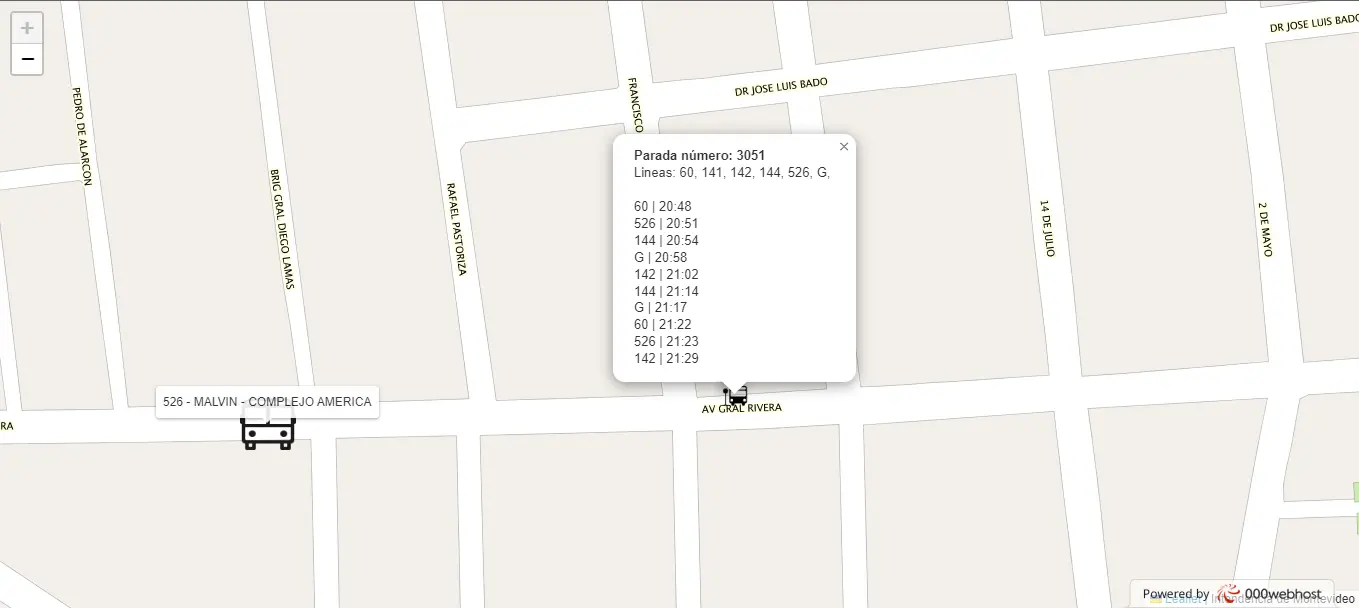 +
−
DR JOSE LUIS BADO
DR JOSE LUIS BADO
PEDRO DE ALARCON
BRIG GRAL DIEGO LAMAS
RAFAEL PASTORIZA
FRANCISCO
14 DE JULIO
2 DE MAYO
×
Parada número: 3051
Lineas: 60, 141, 142, 144, 526, G,
60 | 20:48
526 | 20:51
144 | 20:54
G | 20:58
142 | 21:02
144 | 21:14
G | 21:17
60 | 21:22
526 | 21:23
142 | 21:29
526 - MALVIN - COMPLEJO AMERICA
AV GRAL RIVERA
RA
Powered by 000webhost
Leaflet | Intendencia de Montevideo